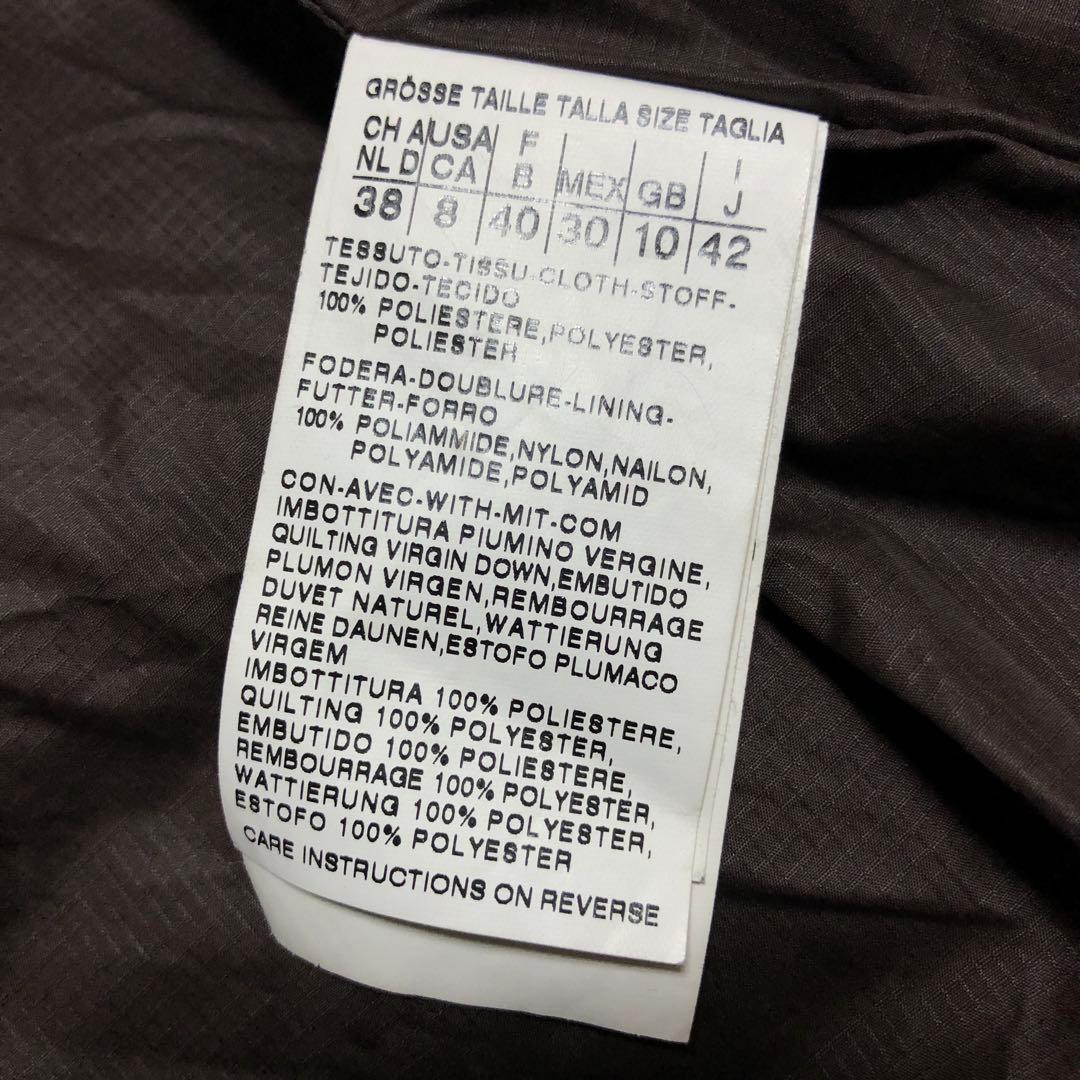 GRÖSSE TAILLE TALLA SIZE TAGLIA
CH A USA F I
NL D CA B MEX GB J
38 8 40 30 10 42
TESSUTO-TISSU-CLOTH-STOFF-
TEJIDO-TECIDO
100% POLIESTERE,POLYESTER,
POLIESTER
FODERA-DOUBLURE-LINING-
FUTTER-FORRO
100% POLIAMMIDE,NYLON,NAILON,
POLYAMIDE,POLYAMID
CON-AVEC-WITH-MIT-COM
IMBOTTITURA PIUMINO VERGINE,
QUILTING VIRGIN DOWN,EMBUTIDO
PLUMON VIRGEN,REMBOURRAGE
DUVET NATUREL,WATTIERUNG
REINE DAUNEN,ESTOFO PLUMACO
VIRGEM
IMBOTTITURA 100% POLIESTERE,
QUILTING 100% POLYESTER,
EMBUTIDO 100% POLIESTERE,
REMBOURRAGE 100% POLYESTER,
WATTIERUNG 100% POLYESTER,
ESTOFO 100% POLYESTER
CARE INSTRUCTIONS ON REVERSE